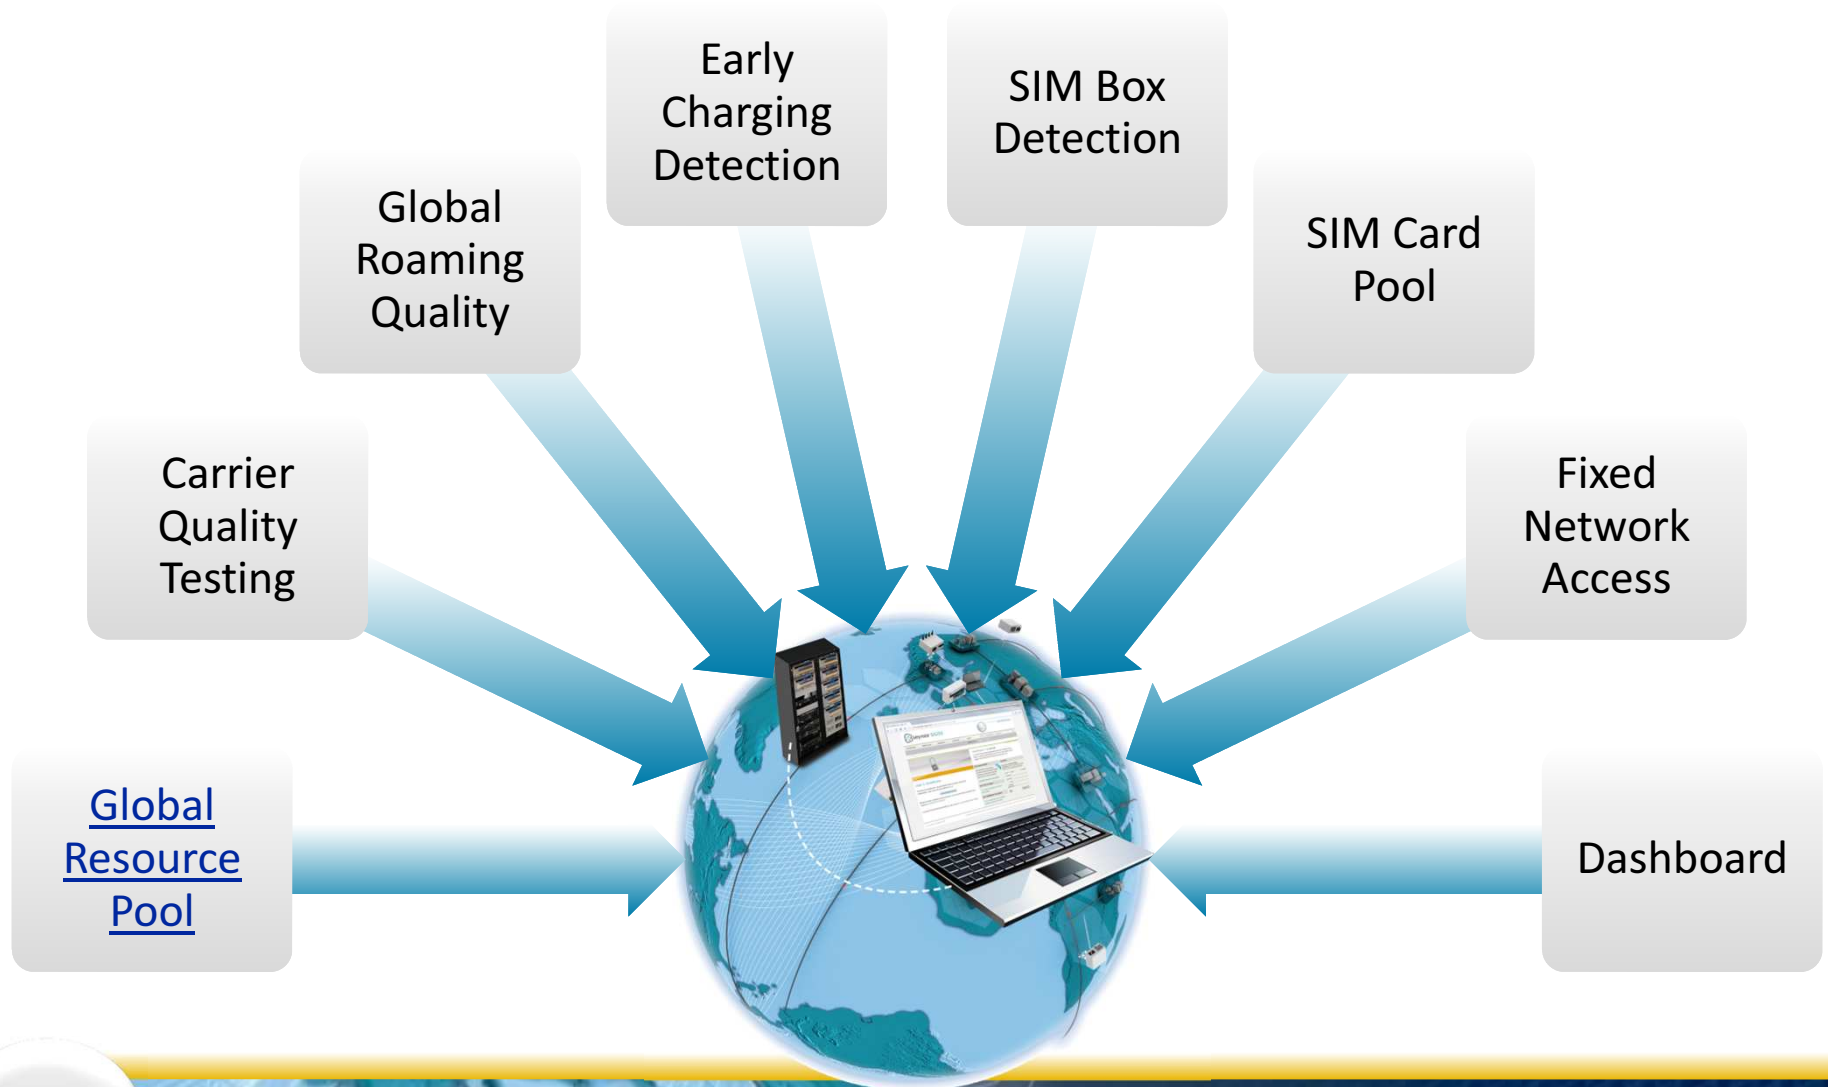 Early
Charging
Detection
SIM Box
Detection
Global
Roaming
Quality
SIM Card
Pool
Carrier
Quality
Testing
Fixed
Network
Access
Global
Resource
Pool
Dashboard